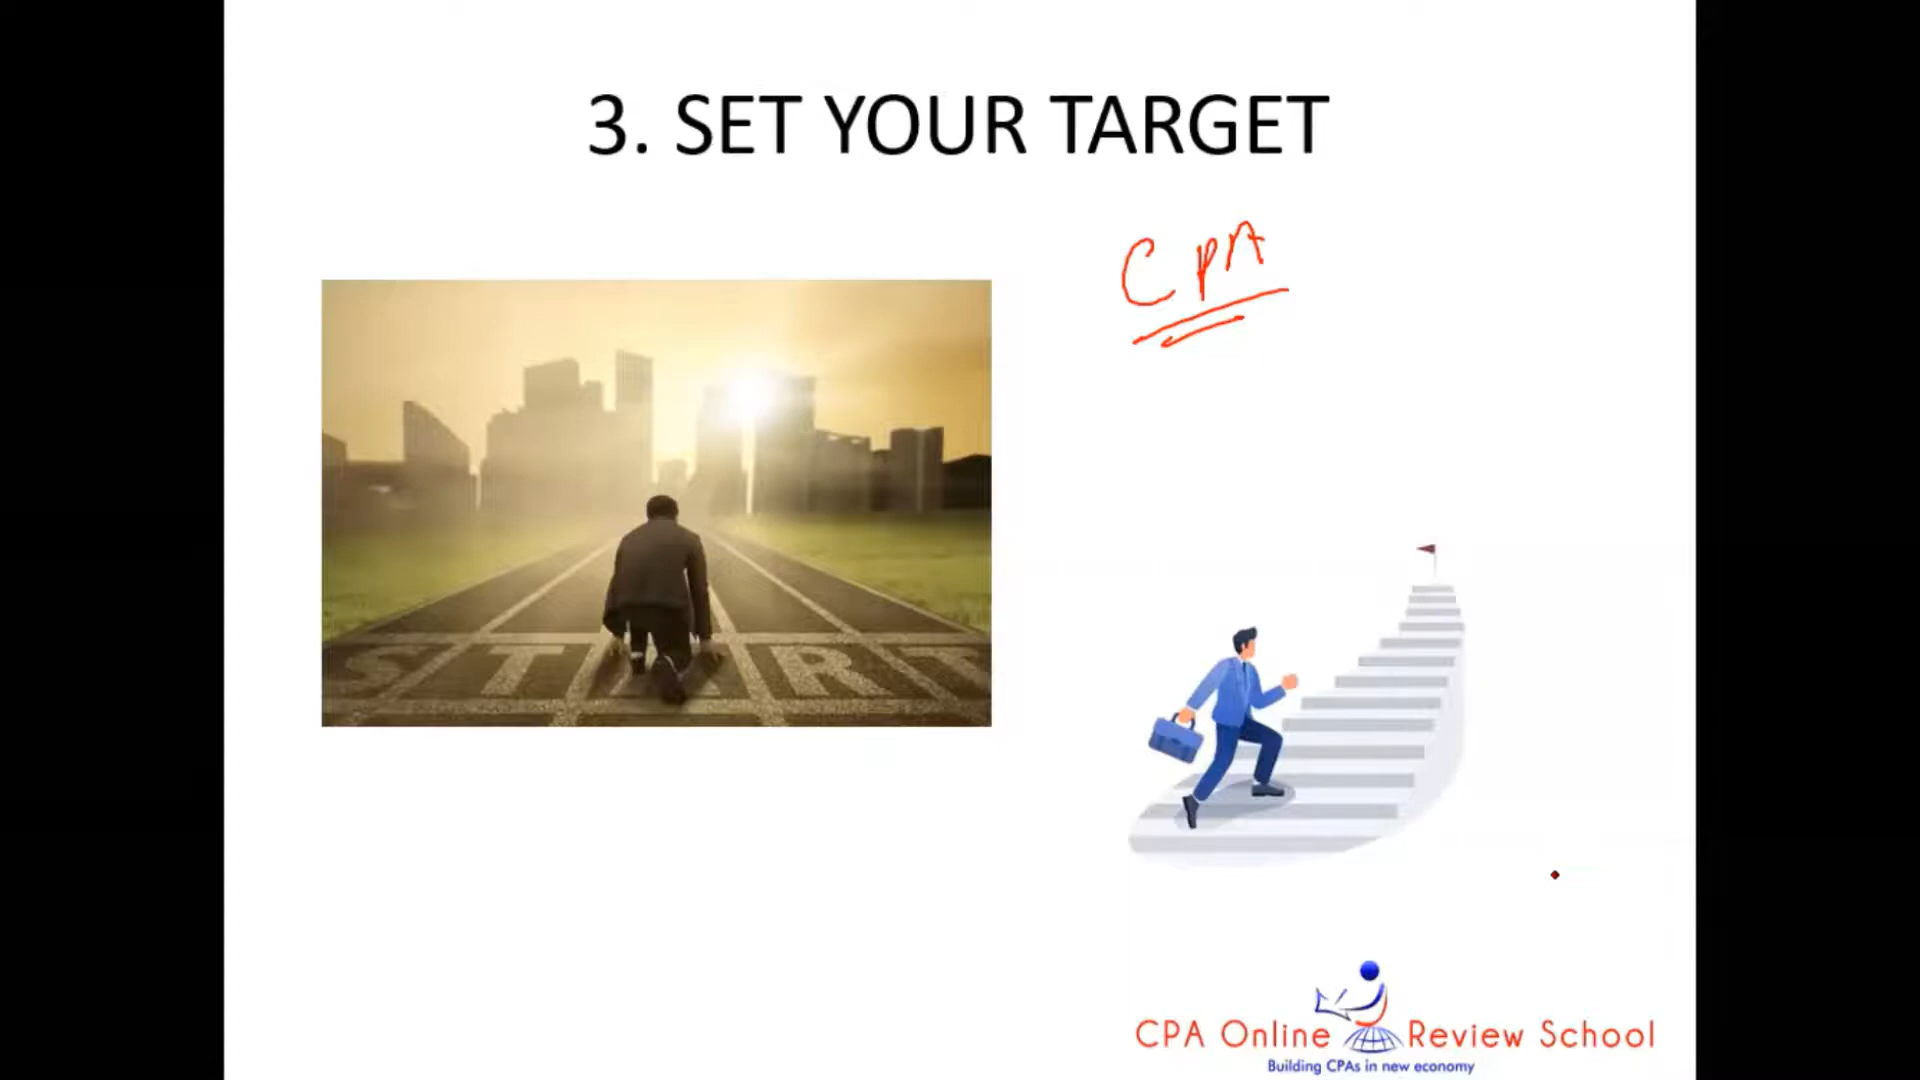 3. SET YOUR TARGET
CPA
START
CPA Online Review School
Building CPAs in new economy